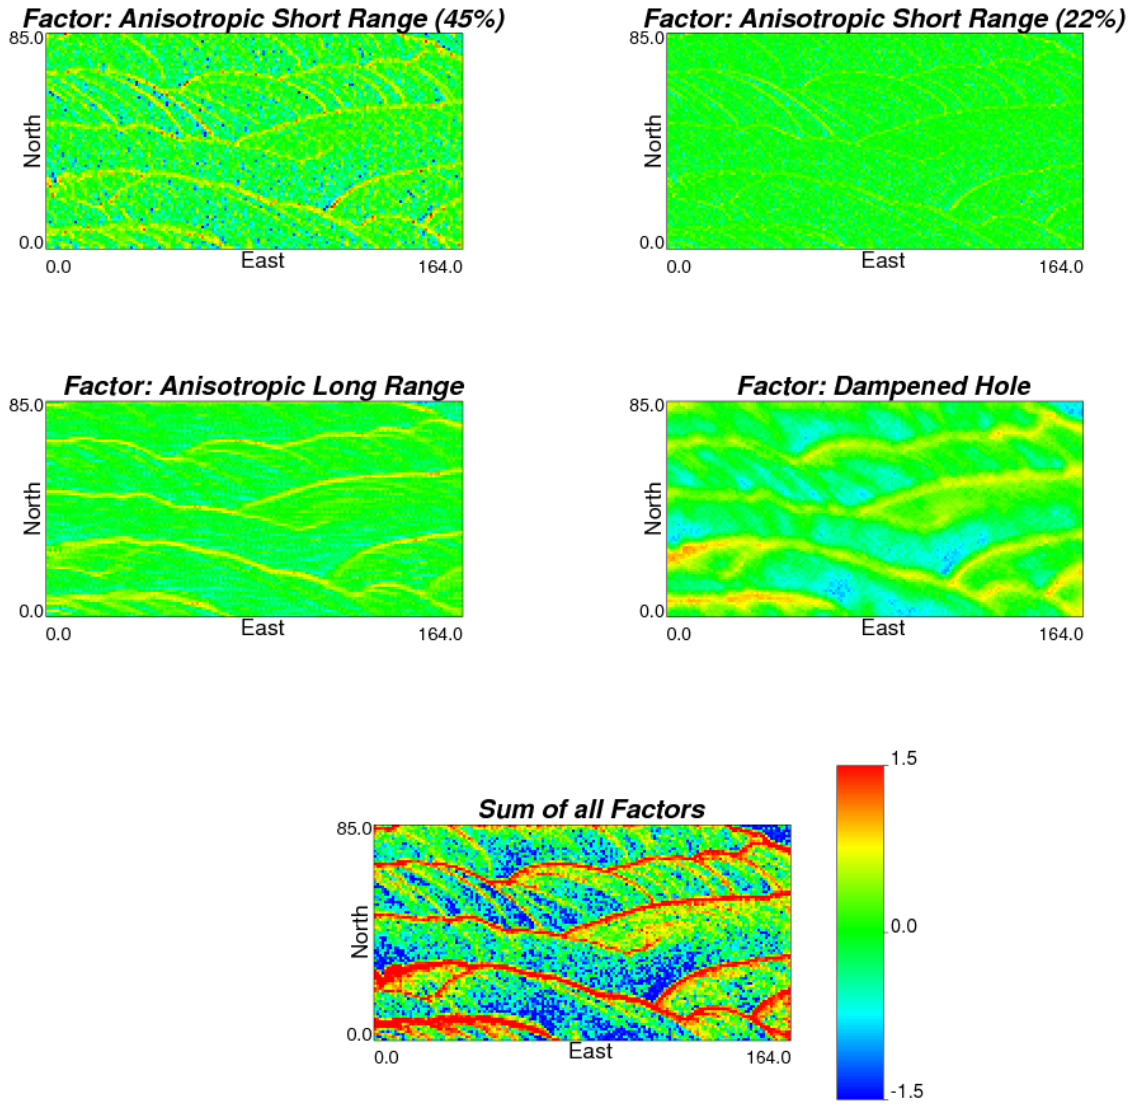 Factor: Anisotropic Short Range (45%)
85.0
North
0.0
0.0 East 164.0
Factor: Anisotropic Short Range (22%)
85.0
North
0.0
0.0 East 164.0
Factor: Anisotropic Long Range
85.0
North
0.0
0.0 East 164.0
Factor: Dampened Hole
85.0
North
0.0
0.0 East 164.0
Sum of all Factors
85.0
North
0.0
0.0 East 164.0
1.5
0.0
-1.5